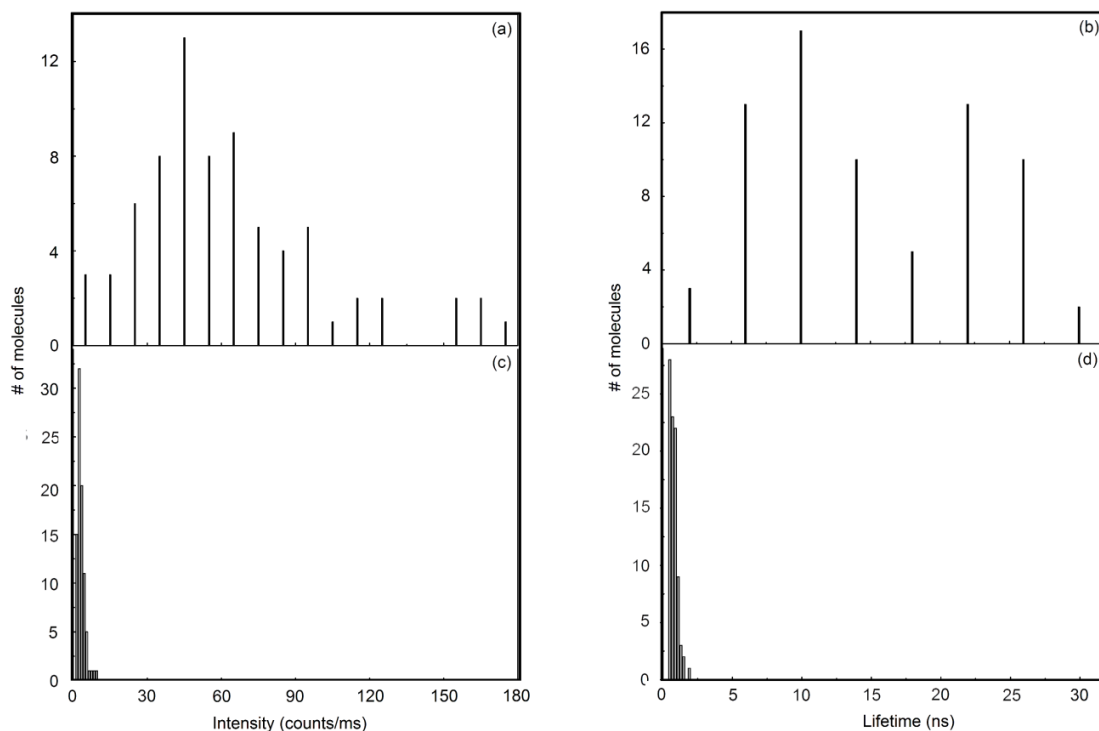 (a)
12
8
4
0
# of molecules
(b)
16
12
8
4
0
# of molecules
(c)
30
25
20
15
10
5
0
0 30 60 90 120 150 180
Intensity (counts/ms)
(d)
25
20
15
10
5
0
0 5 10 15 20 25 30
Lifetime (ns)